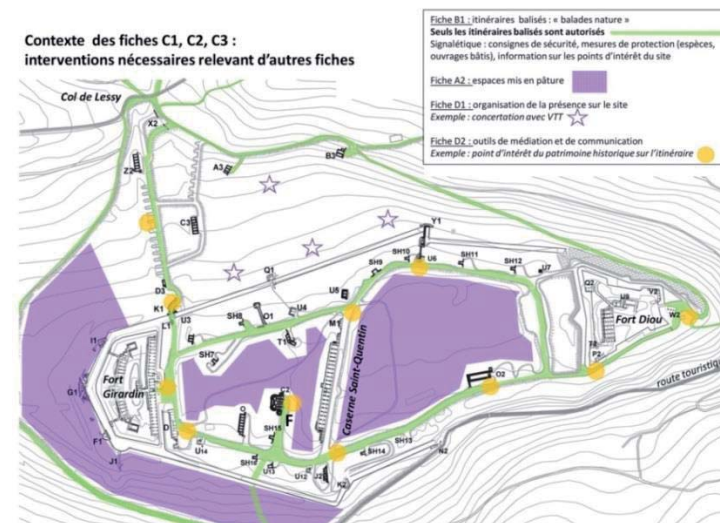 Contexte des fiches C1, C2, C3 :
interventions nécessaires relevant d'autres fiches
Fiche B1 : itinéraires balisés : « balades nature »
Seuls les itinéraires balisés sont autorisés
Signalétique : consignes de sécurité, mesures de protection (espèces,
ouvrages bâtis), information sur les points d'intérêt du site
Fiche A2 : espaces mis en pâture
Fiche D1 : organisation de la présence sur le site
Exemple : concertation avec VTT
Fiche D2 : outils de médiation et de communication
Exemple : point d'intérêt du patrimoine historique sur l'itinéraire
Col de Lessy
X2
Z2
A3
B3
C3
Y1
SH10
U6
SH11
SH9
SH12
U7
Q1
U5
D3
K1
L1
U3
SH8
O1
U4
M1
T1
SH7
I1
Fort
Girardin
G1
F1
J1
D
U14
O
F
SH15
SH16
U13
U12
J2
K2
Caserne Saint-Quentin
SH14
SH13
N2
O2
P2
Fort Diou
U8
V2
W2
route touristique